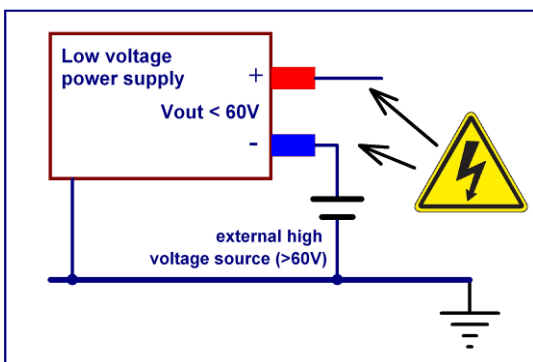 Low voltage
power supply
+
Vout < 60V
-
external high
voltage source (>60V)